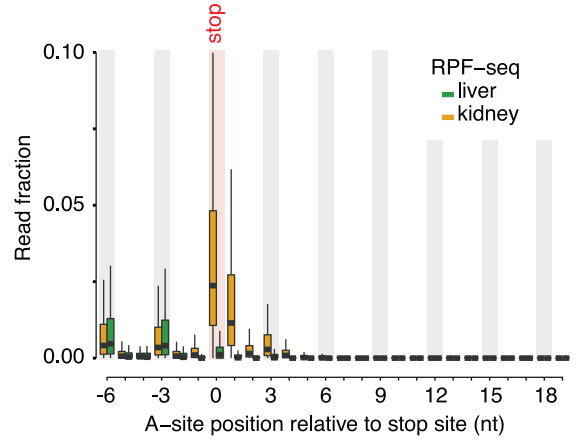 stop
0.10
RPF−seq
liver
kidney
Read fraction
0.05
0.00
-6 -3 0 3 6 9 12 15 18
A−site position relative to stop site (nt)